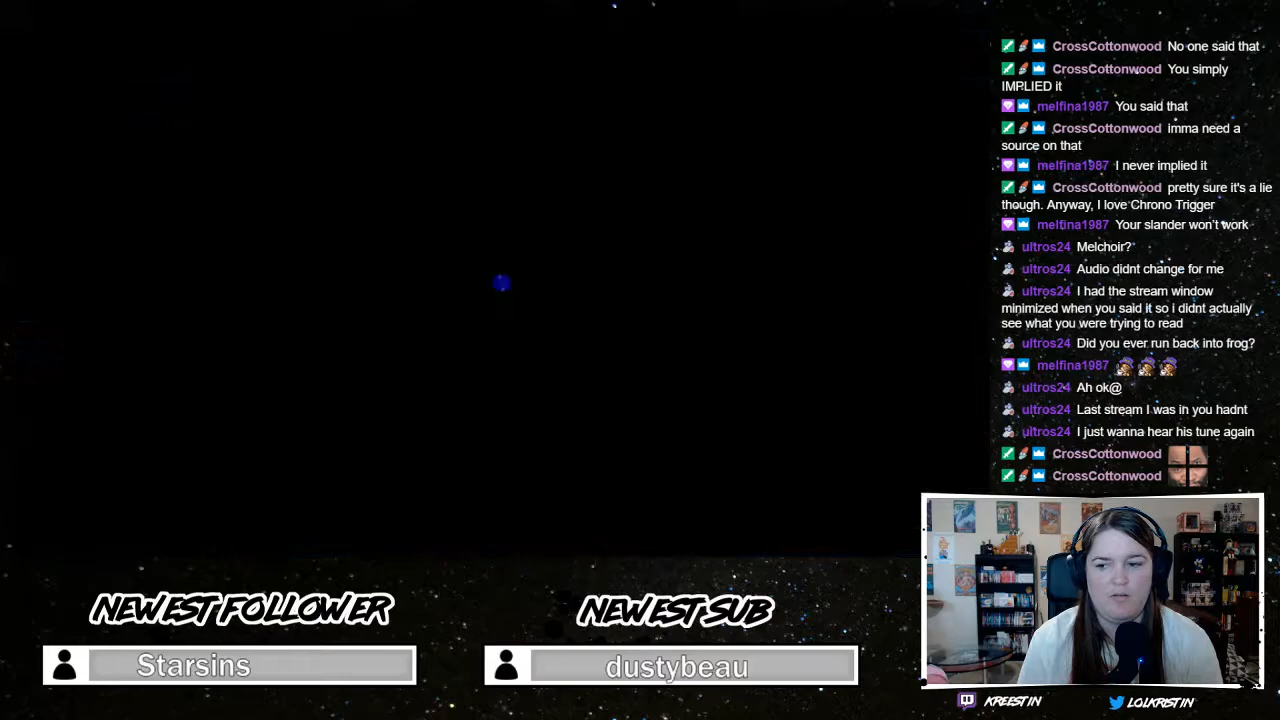 CrossCottonwood No one said that
CrossCottonwood You simply
IMPLIED it
melfina1987 You said that
CrossCottonwood imma need a
source on that
melfina1987 I never implied it
CrossCottonwood pretty sure it's a lie
though. Anyway, I love Chrono Trigger
melfina1987 Your slander won't work
ultros24 Melchoir?
ultros24 Audio didnt change for me
ultros24 I had the stream window
minimized when you said it so i didnt actually
see what you were trying to read
ultros24 Did you ever run back into frog?
melfina1987
ultros24 Ah ok@
ultros24 Last stream I was in you hadnt
ultros24 I just wanna hear his tune again
CrossCottonwood
CrossCottonwood
NEWEST FOLLOWER
Starsins
NEWEST SUB
dustybeau
KREESTIN
LOLKRISTIN